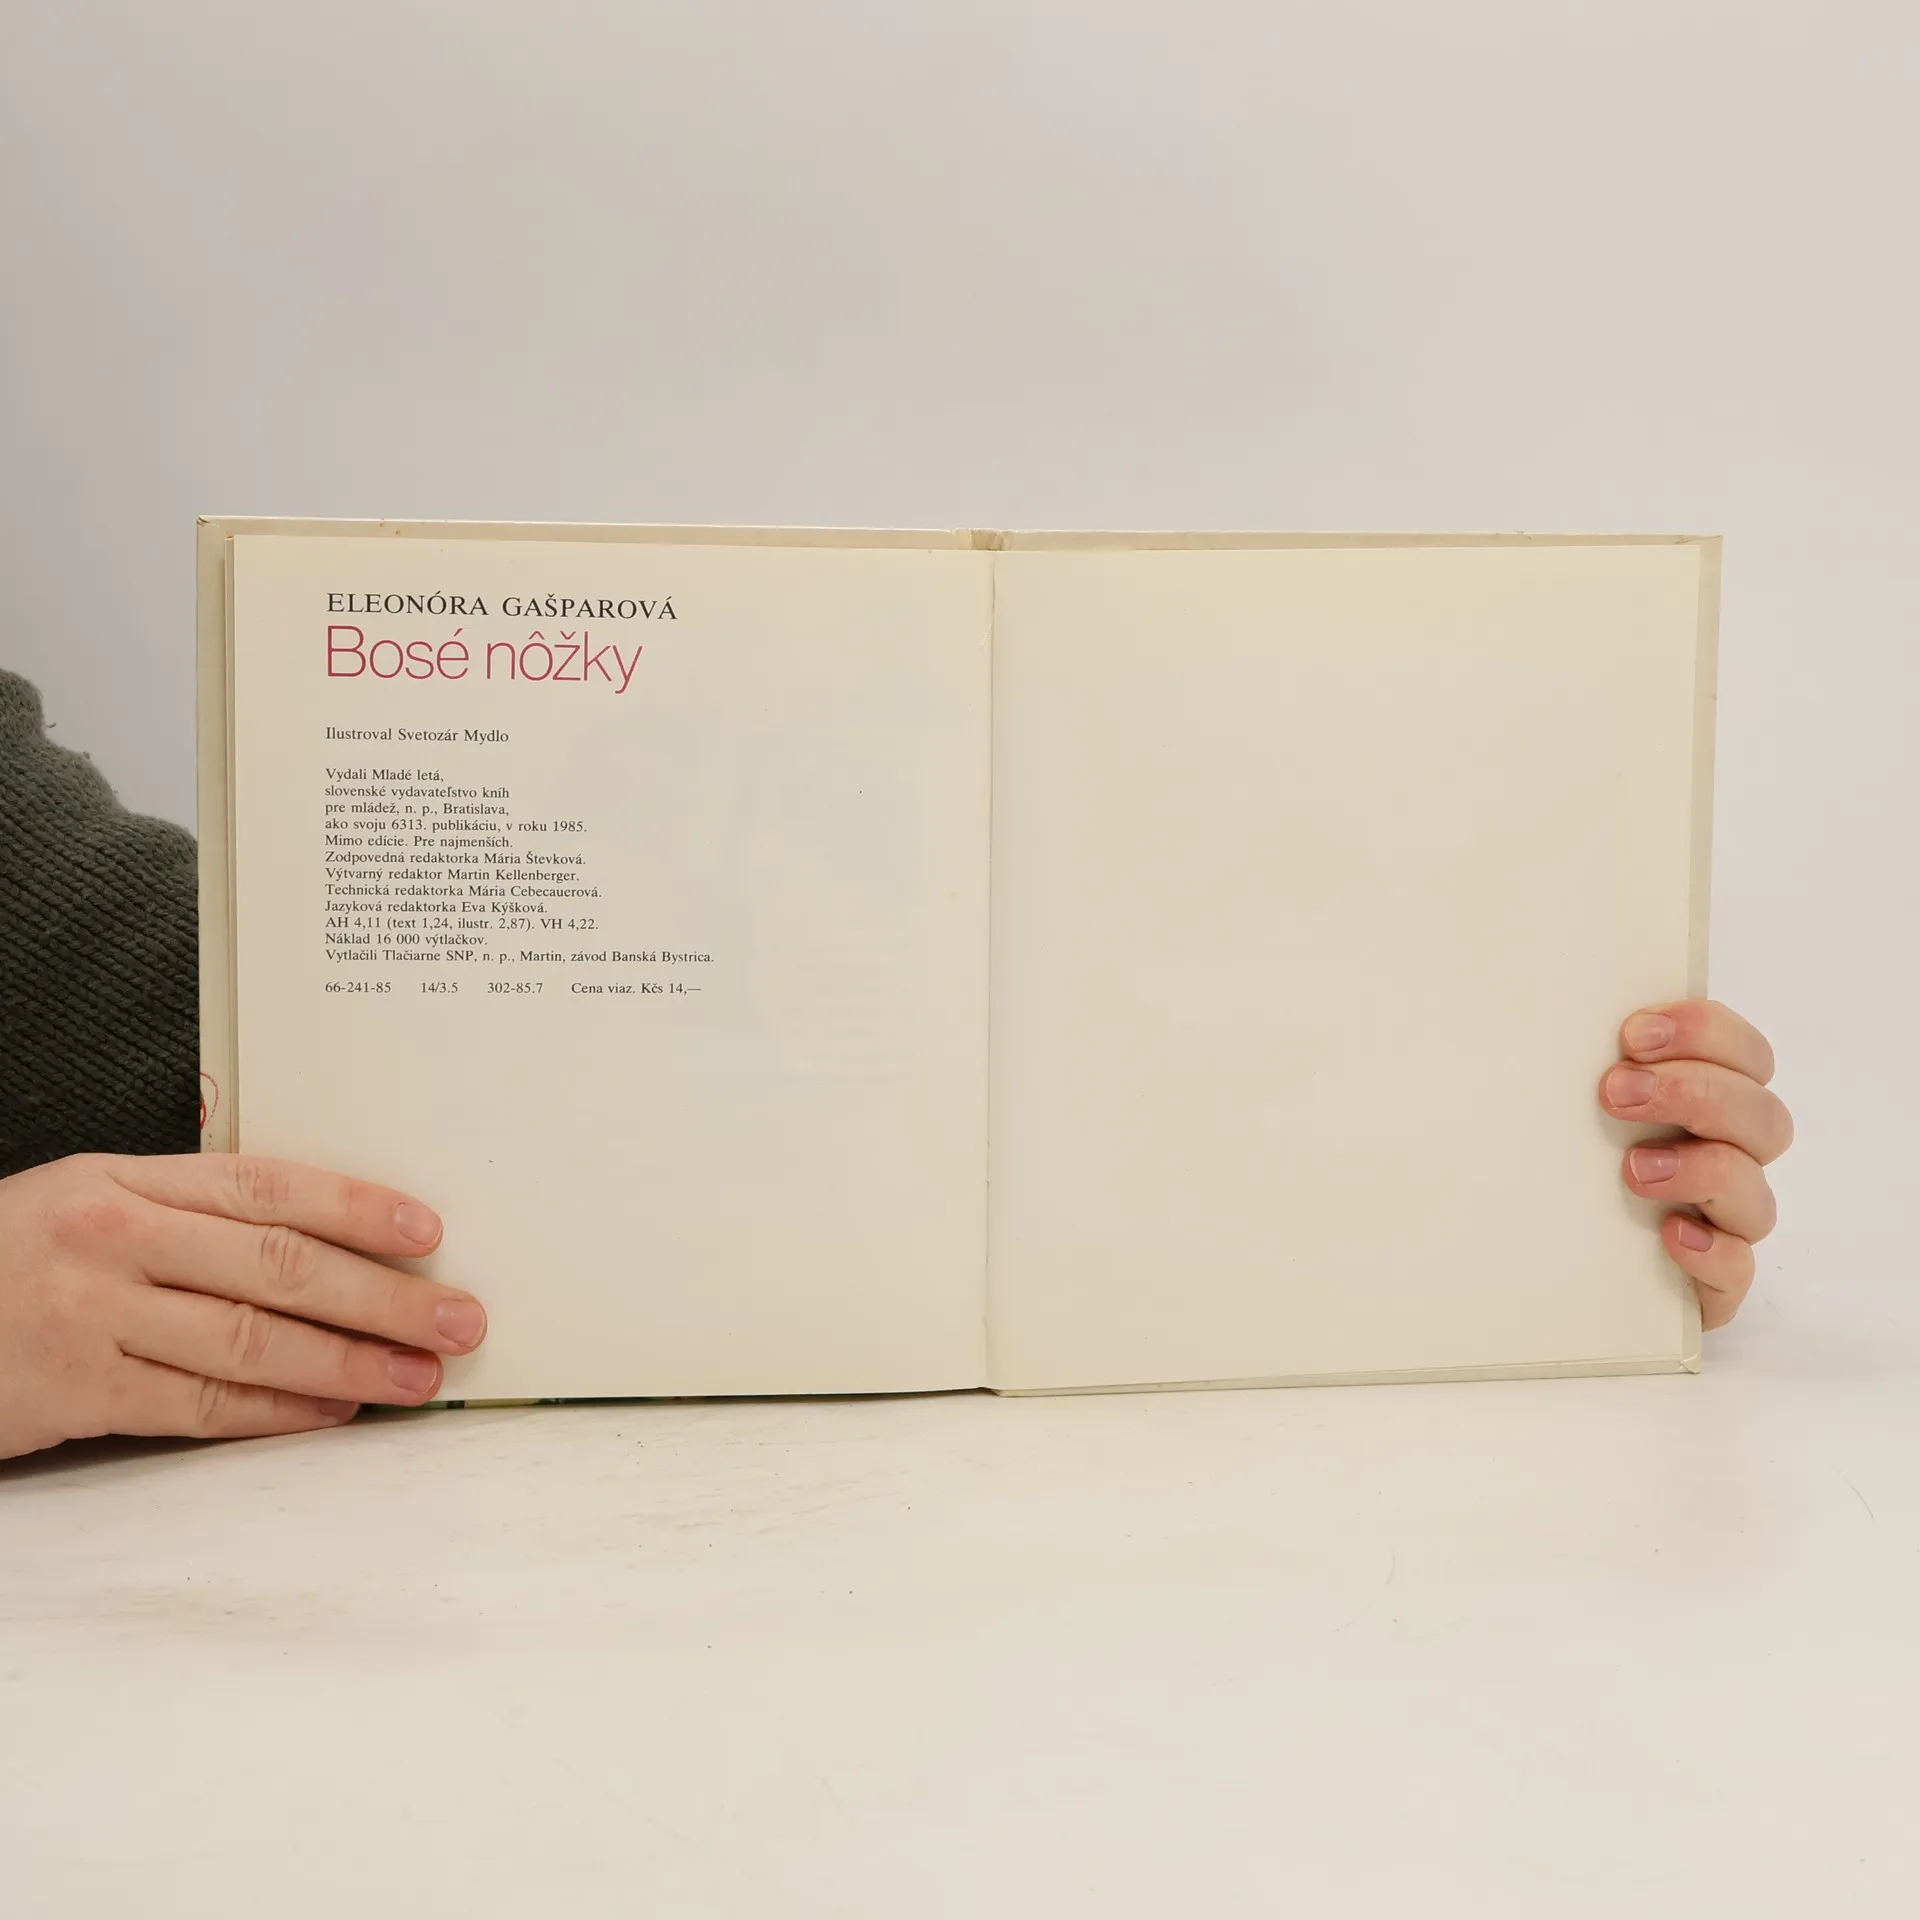 ELEONÓRA GAŠPAROVÁ
Bosé nôžky
Ilustroval Svetozár Mydlo
Vydali Mladé letá,
slovenské vydavateľstvo kníh
pre mládež, n. p., Bratislava,
ako svoju 6313. publikáciu, v roku 1985.
Mimo edície. Pre najmenších.
Zodpovedná redaktorka Mária Števková.
Výtvarný redaktor Martin Kellenberger.
Technická redaktorka Mária Cebecauerová.
Jazyková redaktorka Eva Kýšková.
AH 4,11 (text 1,24, ilustr. 2,87). VH 4,22.
Náklad 16 000 výtlačkov.
Vytlačili Tlačiarne SNP, n. p., Martin, závod Banská Bystrica.
66-241-85 14/3.5 302-85.7 Cena viaz. Kčs 14,—